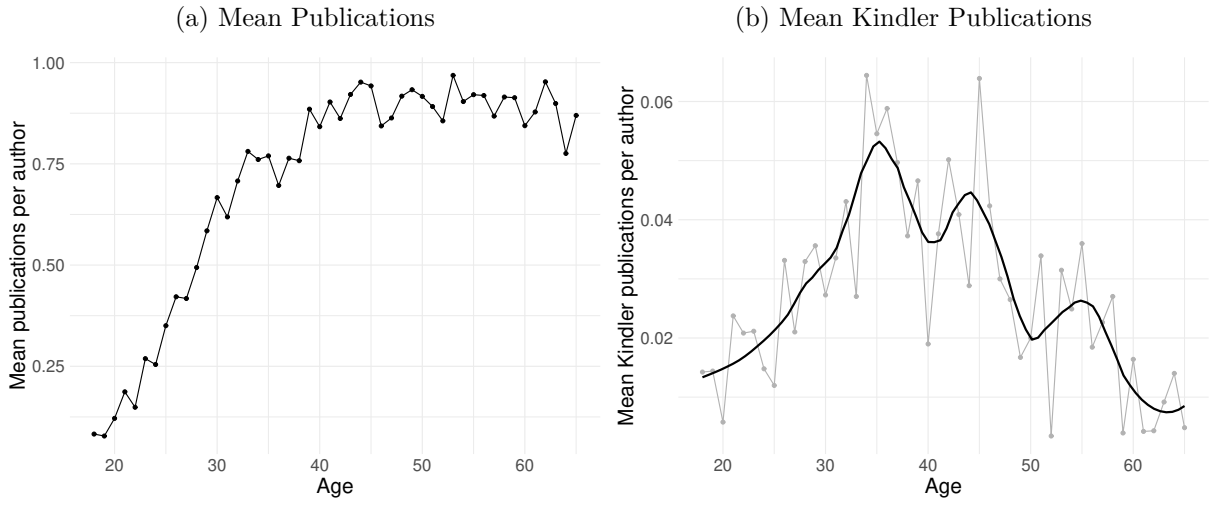 (a) Mean Publications
Mean publications per author
1.00
0.75
0.50
0.25
20 30 40 50 60
Age
(b) Mean Kindler Publications
Mean Kindler publications per author
0.06
0.04
0.02
20 30 40 50 60
Age